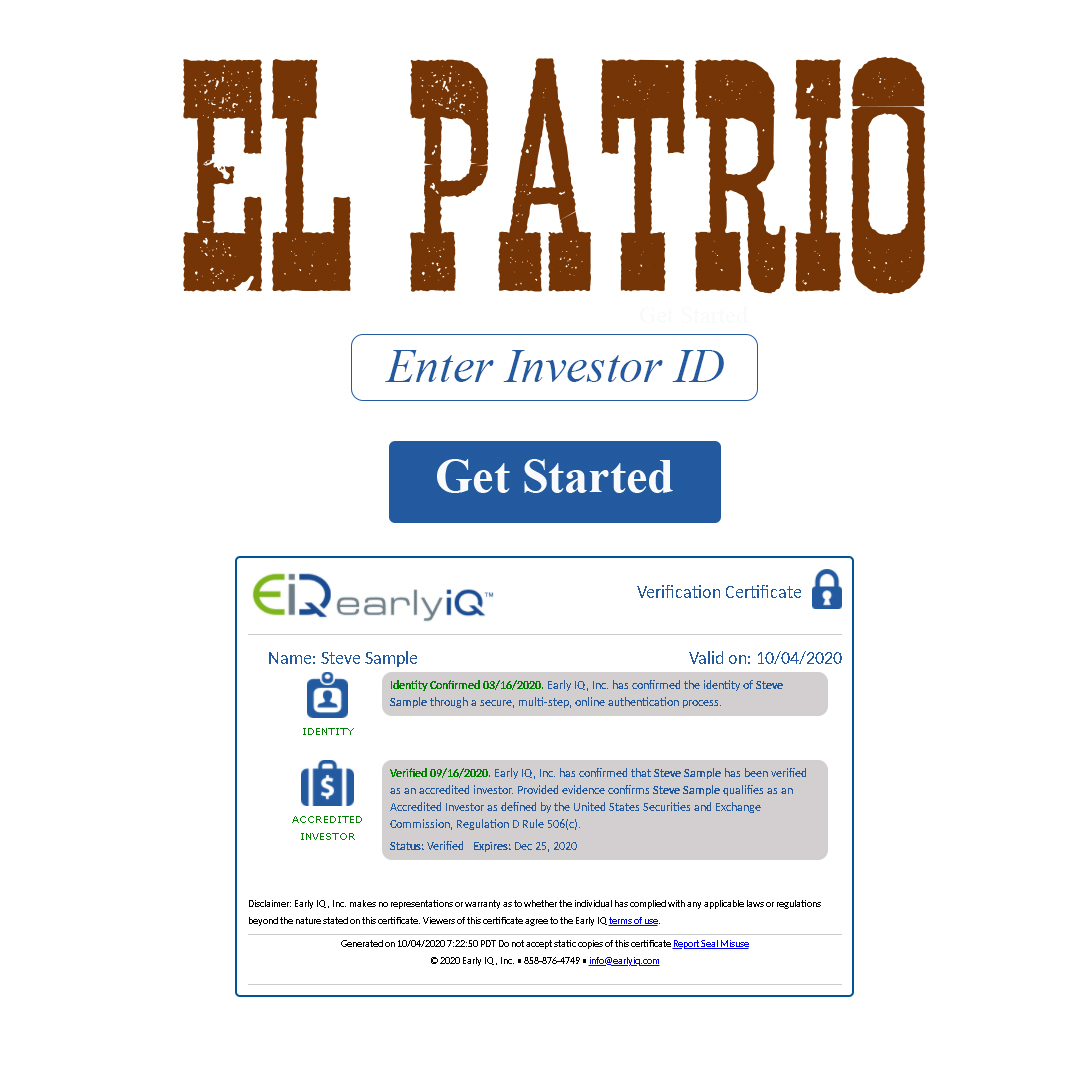 EL PATRIO
Get Started
Enter Investor ID
Get Started
EIQ earlyiQ™
Verification Certificate
Name: Steve Sample
Valid on: 10/04/2020
Identity Confirmed 03/16/2020. Early IQ, Inc. has confirmed the identity of Steve
Sample through a secure, multi-step, online authentication process.
IDENTITY
Verified 09/16/2020. Early IQ, Inc. has confirmed that Steve Sample has been verified
as an accredited investor. Provided evidence confirms Steve Sample qualifies as an
Accredited Investor as defined by the United States Securities and Exchange
Commission, Regulation D Rule 506(c).
Status: Verified Expires: Dec 25, 2020
ACCREDITED
INVESTOR
Disclaimer: Early IQ, Inc. makes no representations or warranty as to whether the individual has complied with any applicable laws or regulations
beyond the nature stated on this certificate. Viewers of this certificate agree to the Early IQ terms of use.
Generated on 10/04/2020 7:22:50 PDT Do not accept static copies of this certificate Report Seal Misuse
© 2020 Early IQ, Inc. • 858-876-4749 • info@earlyiq.com